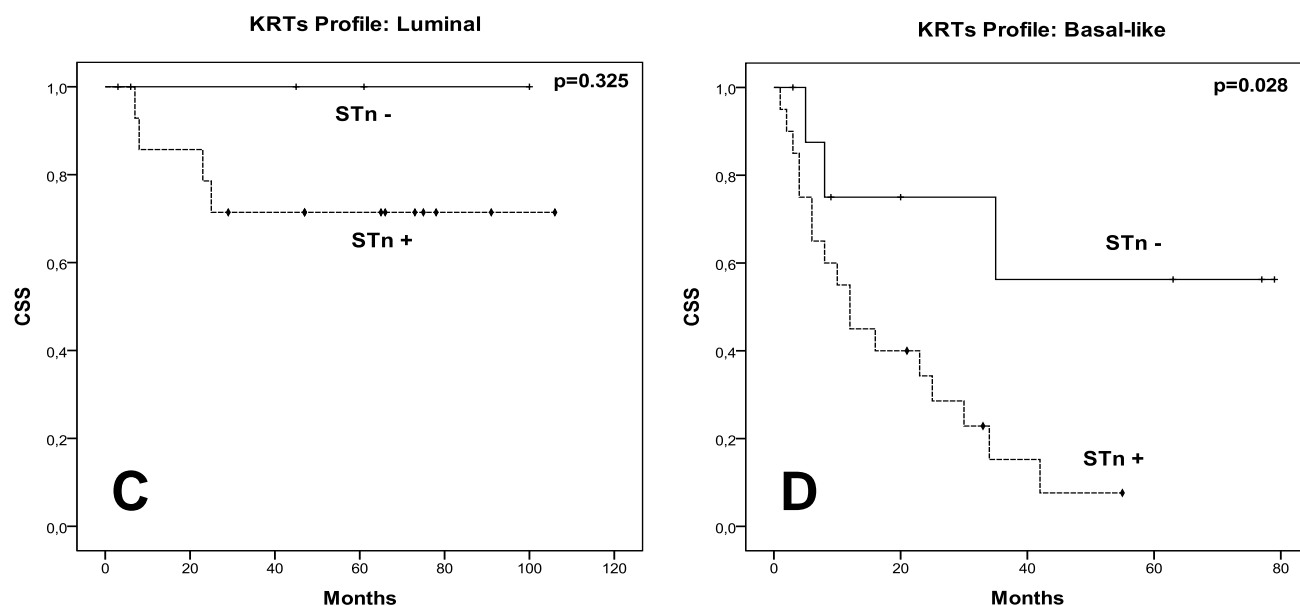 KRTs Profile: Luminal
p=0.325
1,0
STn -
0,8
STn +
0,6
CSS
0,4
0,2
C
0,0
0 20 40 60 80 100 120
Months
KRTs Profile: Basal-like
p=0.028
1,0
0,8
STn -
0,6
CSS
0,4
0,2
STn +
D
0,0
0 20 40 60 80
Months